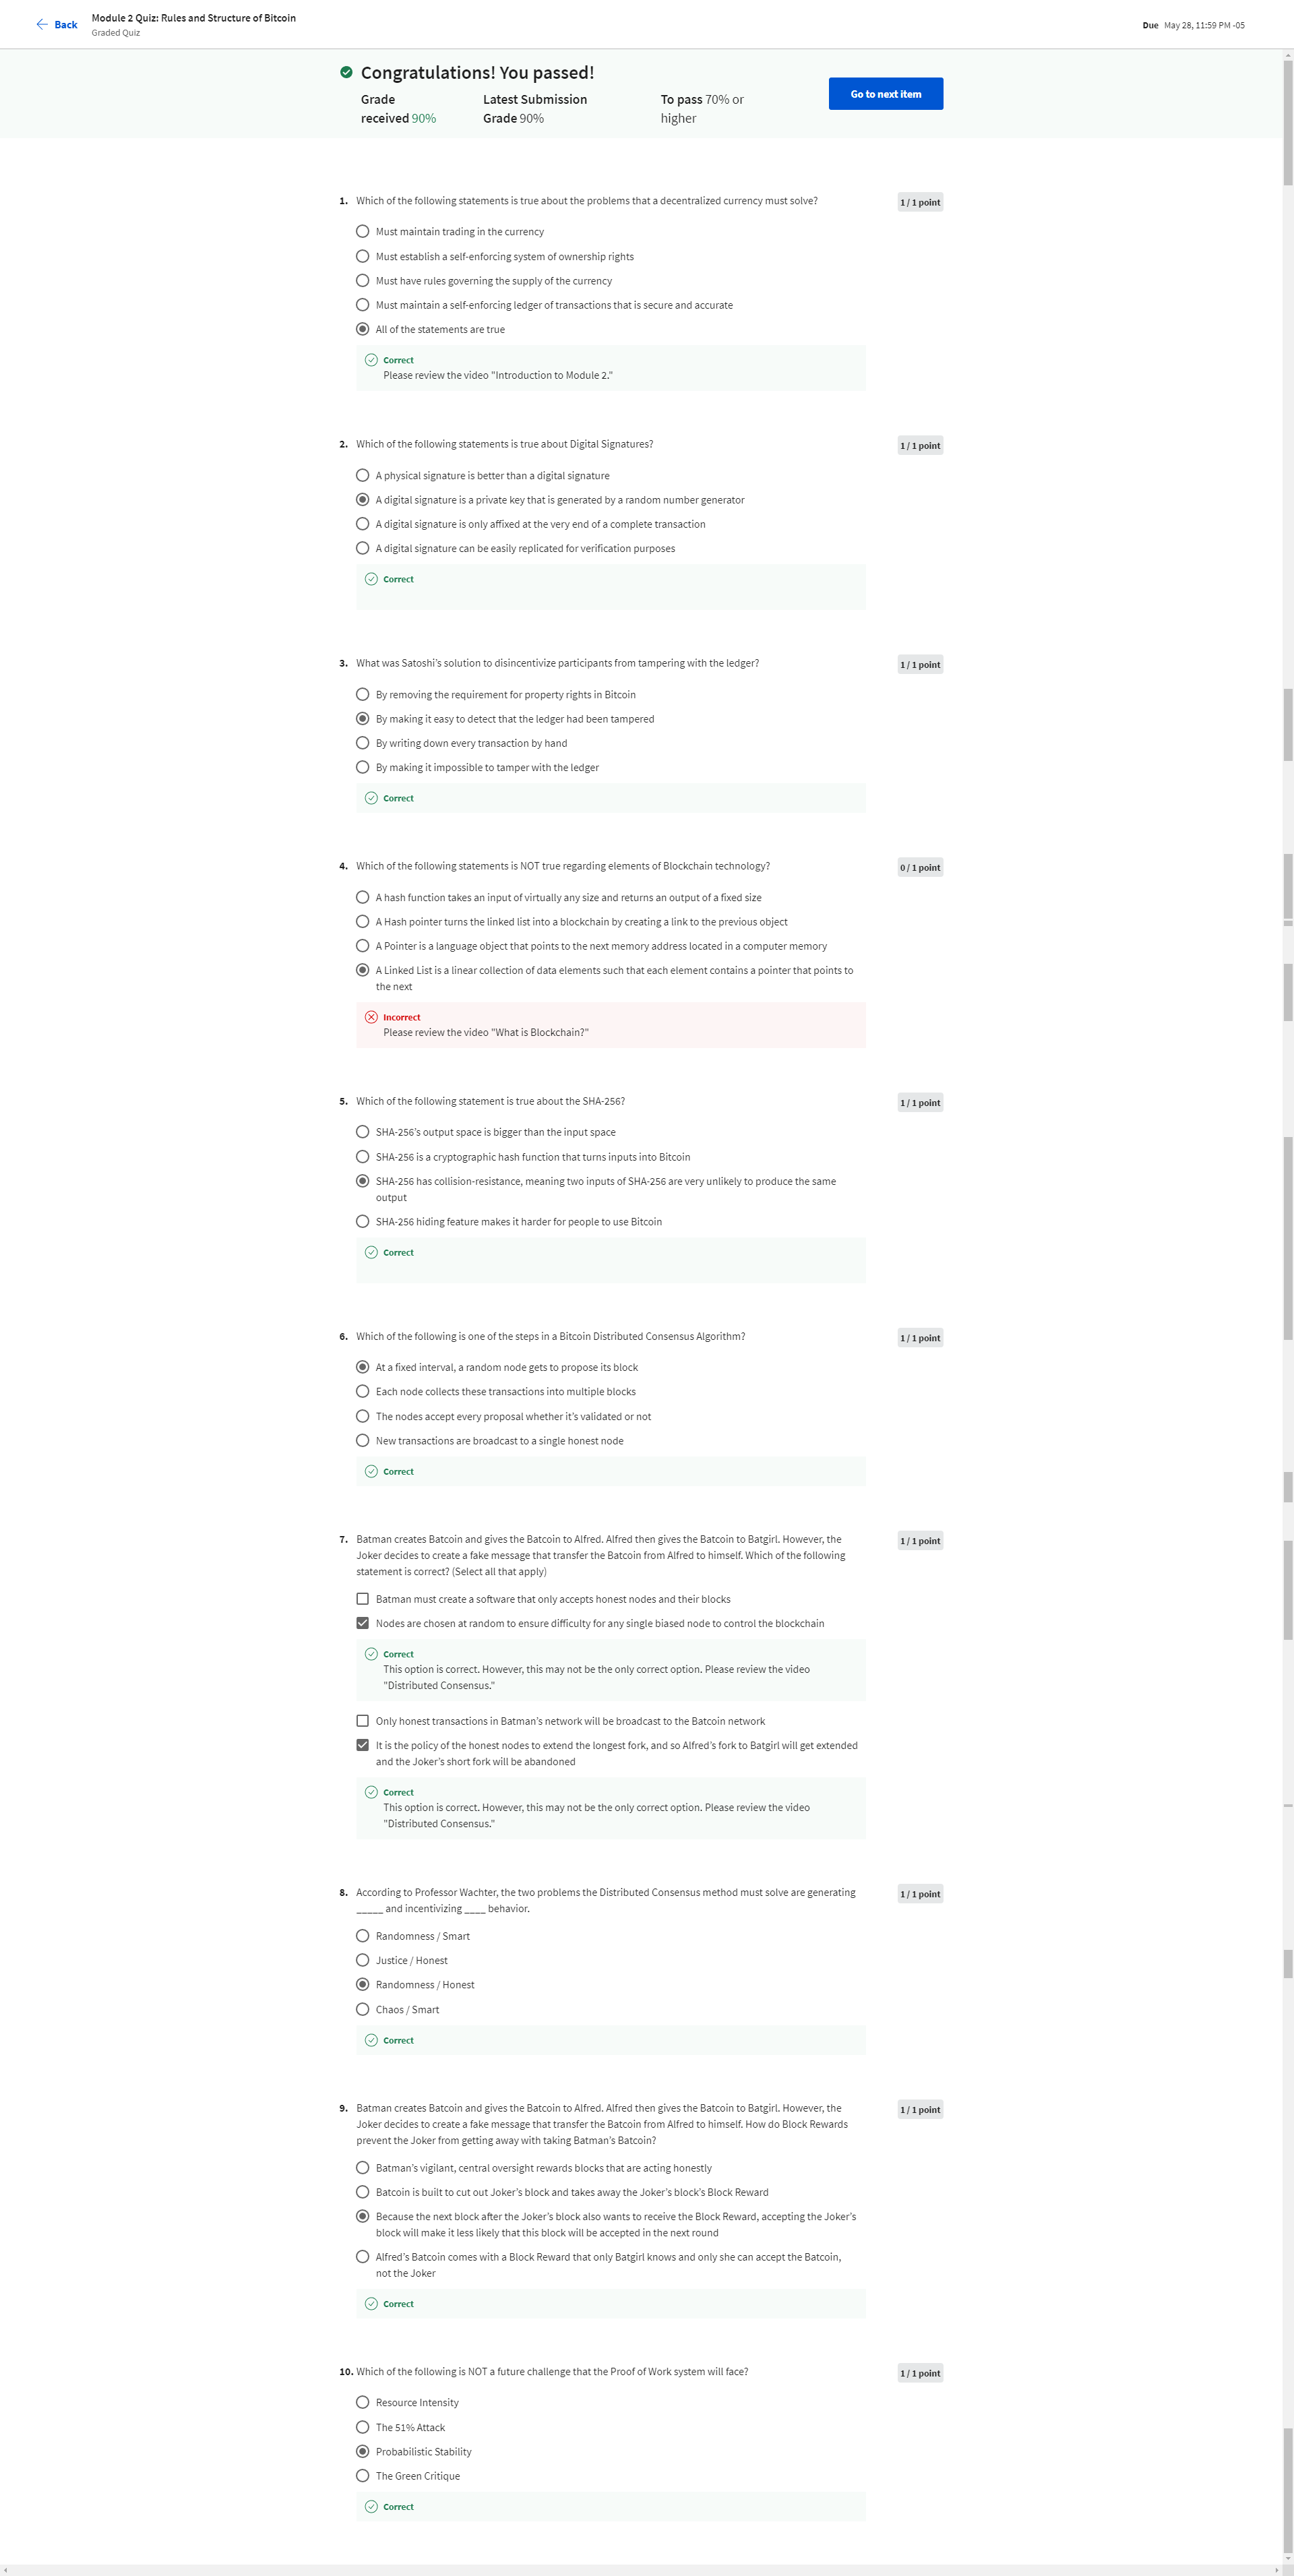 Back
Module 2 Quiz: Rules and Structure of Bitcoin
Graded Quiz
Due May 28, 11:59 PM -05
Congratulations! You passed!
Grade
received 90%
Latest Submission
Grade 90%
To pass 70% or
higher
Go to next item
1. Which of the following statements is true about the problems that a decentralized currency must solve?
1 / 1 point
Must maintain trading in the currency
Must establish a self-enforcing system of ownership rights
Must have rules governing the supply of the currency
Must maintain a self-enforcing ledger of transactions that is secure and accurate
All of the statements are true
Correct
Please review the video "Introduction to Module 2."
2. Which of the following statements is true about Digital Signatures?
1 / 1 point
A physical signature is better than a digital signature
A digital signature is a private key that is generated by a random number generator
A digital signature is only affixed at the very end of a complete transaction
A digital signature can be easily replicated for verification purposes
Correct
3. What was Satoshi’s solution to disincentivize participants from tampering with the ledger?
1 / 1 point
By removing the requirement for property rights in Bitcoin
By making it easy to detect that the ledger had been tampered
By writing down every transaction by hand
By making it impossible to tamper with the ledger
Correct
4. Which of the following statements is NOT true regarding elements of Blockchain technology?
0 / 1 point
A hash function takes an input of virtually any size and returns an output of a fixed size
A Hash pointer turns the linked list into a blockchain by creating a link to the previous object
A Pointer is a language object that points to the next memory address located in a computer memory
A Linked List is a linear collection of data elements such that each element contains a pointer that points to
the next
Incorrect
Please review the video "What is Blockchain?"
5. Which of the following statement is true about the SHA-256?
1 / 1 point
SHA-256’s output space is bigger than the input space
SHA-256 is a cryptographic hash function that turns inputs into Bitcoin
SHA-256 has collision-resistance, meaning two inputs of SHA-256 are very unlikely to produce the same
output
SHA-256 hiding feature makes it harder for people to use Bitcoin
Correct
6. Which of the following is one of the steps in a Bitcoin Distributed Consensus Algorithm?
1 / 1 point
At a fixed interval, a random node gets to propose its block
Each node collects these transactions into multiple blocks
The nodes accept every proposal whether it’s validated or not
New transactions are broadcast to a single honest node
Correct
7. Batman creates Batcoin and gives the Batcoin to Alfred. Alfred then gives the Batcoin to Batgirl. However, the
Joker decides to create a fake message that transfer the Batcoin from Alfred to himself. Which of the following
statement is correct? (Select all that apply)
1 / 1 point
Batman must create a software that only accepts honest nodes and their blocks
Nodes are chosen at random to ensure difficulty for any single biased node to control the blockchain
Correct
This option is correct. However, this may not be the only correct option. Please review the video
"Distributed Consensus."
Only honest transactions in Batman’s network will be broadcast to the Batcoin network
It is the policy of the honest nodes to extend the longest fork, and so Alfred’s fork to Batgirl will get extended
and the Joker’s short fork will be abandoned
Correct
This option is correct. However, this may not be the only correct option. Please review the video
"Distributed Consensus."
8. According to Professor Wachter, the two problems the Distributed Consensus method must solve are generating
_____ and incentivizing ____ behavior.
1 / 1 point
Randomness / Smart
Justice / Honest
Randomness / Honest
Chaos / Smart
Correct
9. Batman creates Batcoin and gives the Batcoin to Alfred. Alfred then gives the Batcoin to Batgirl. However, the
Joker decides to create a fake message that transfer the Batcoin from Alfred to himself. How do Block Rewards
prevent the Joker from getting away with taking Batman’s Batcoin?
1 / 1 point
Batman’s vigilant, central oversight rewards blocks that are acting honestly
Batcoin is built to cut out Joker’s block and takes away the Joker’s block’s Block Reward
Because the next block after the Joker’s block also wants to receive the Block Reward, accepting the Joker’s
block will make it less likely that this block will be accepted in the next round
Alfred’s Batcoin comes with a Block Reward that only Batgirl knows and only she can accept the Batcoin,
not the Joker
Correct
10. Which of the following is NOT a future challenge that the Proof of Work system will face?
1 / 1 point
Resource Intensity
The 51% Attack
Probabilistic Stability
The Green Critique
Correct